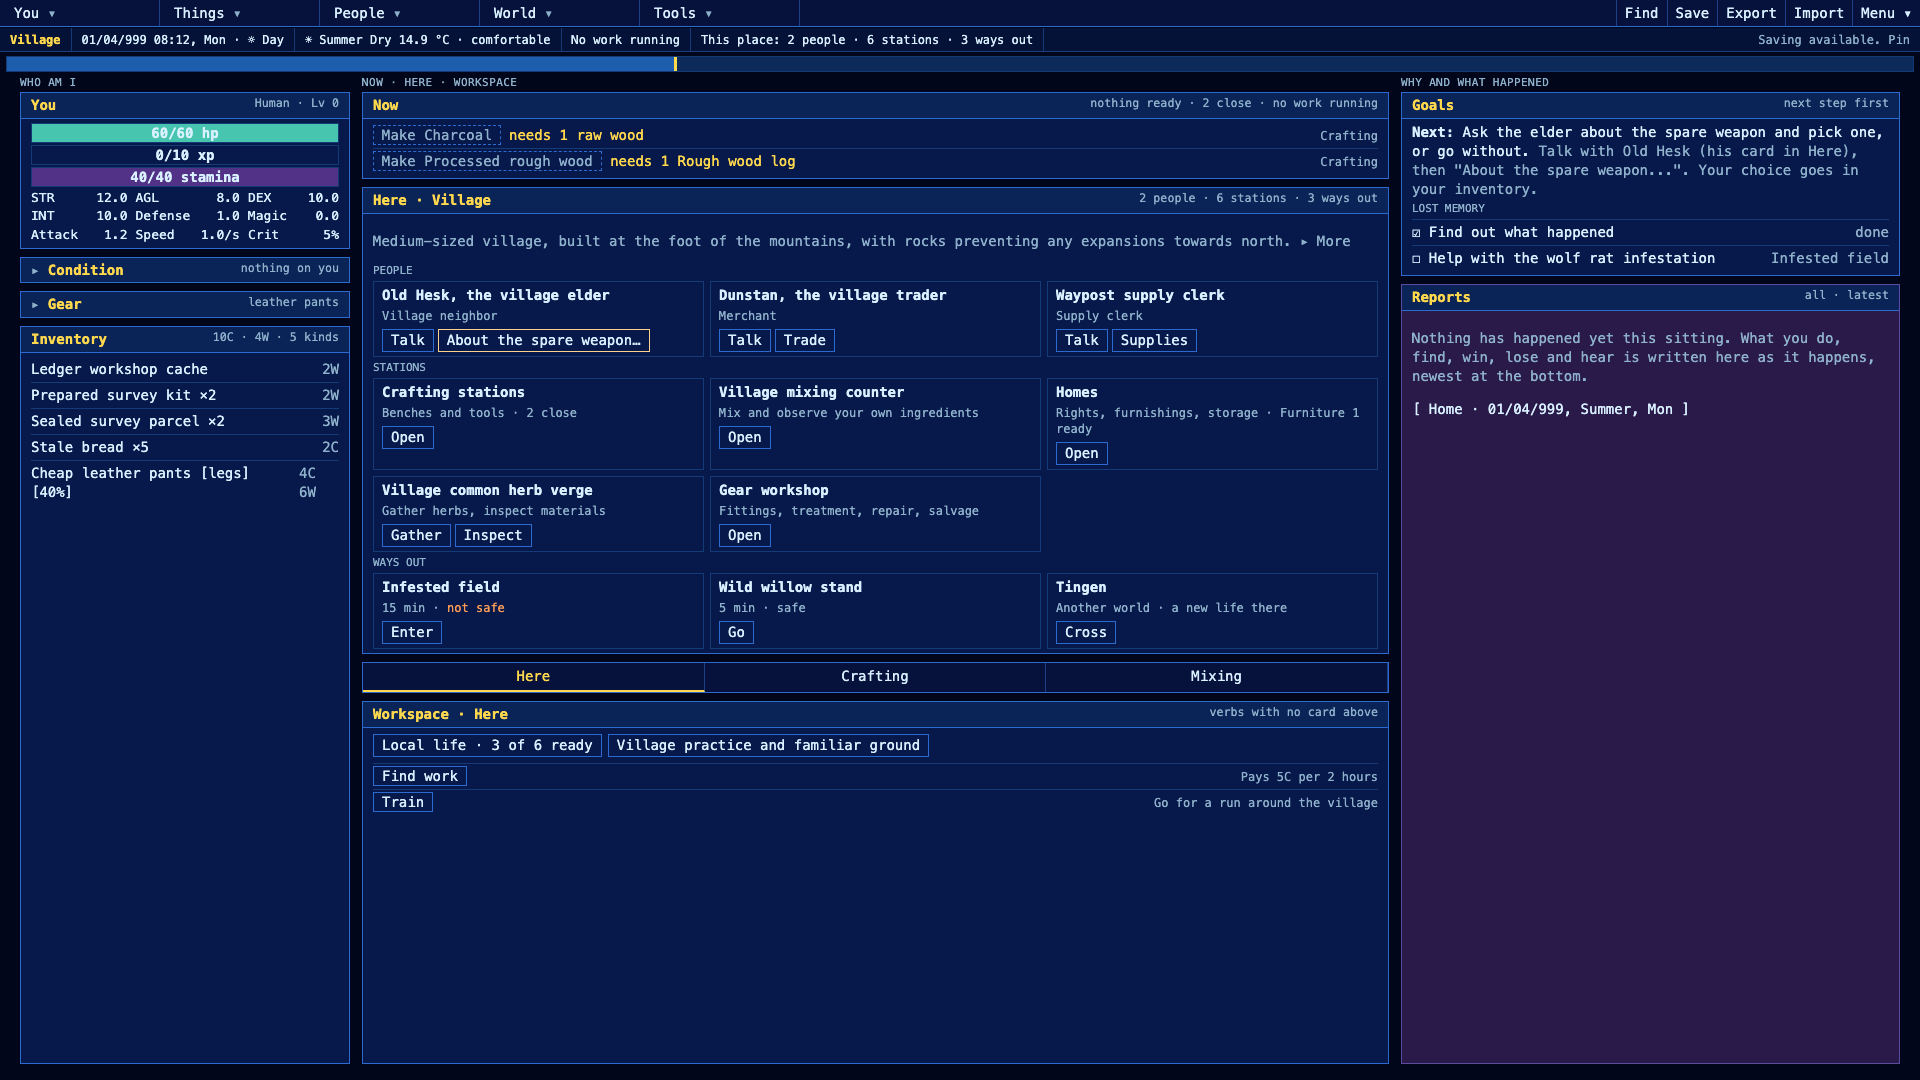 You ▾ Things ▾ People ▾ World ▾ Tools ▾ Find Save Export Import Menu ▾
Village 01/04/999 08:12, Mon · ☼ Day ☀ Summer Dry 14.9 °C · comfortable No work running This place: 2 people · 6 stations · 3 ways out Saving available. Pin
WHO AM I
You Human · Lv 0
60/60 hp
0/10 xp
40/40 stamina
STR 12.0 AGL 8.0 DEX 10.0
INT 10.0 Defense 1.0 Magic 0.0
Attack 1.2 Speed 1.0/s Crit 5%
▸ Condition nothing on you
▸ Gear leather pants
Inventory 10C · 4W · 5 kinds
Ledger workshop cache 2W
Prepared survey kit ×2 2W
Sealed survey parcel ×2 3W
Stale bread ×5 2C
Cheap leather pants [legs] 4C
[40%] 6W
NOW · HERE · WORKSPACE
Now nothing ready · 2 close · no work running
Make Charcoal needs 1 raw wood Crafting
Make Processed rough wood needs 1 Rough wood log Crafting
Here · Village 2 people · 6 stations · 3 ways out
Medium-sized village, built at the foot of the mountains, with rocks preventing any expansions towards north. ▸ More
PEOPLE
Old Hesk, the village elder
Village neighbor
Talk About the spare weapon…
Dunstan, the village trader
Merchant
Talk Trade
Waypost supply clerk
Supply clerk
Talk Supplies
STATIONS
Crafting stations
Benches and tools · 2 close
Open
Village mixing counter
Mix and observe your own ingredients
Open
Homes
Rights, furnishings, storage · Furniture 1
ready
Open
Village common herb verge
Gather herbs, inspect materials
Gather Inspect
Gear workshop
Fittings, treatment, repair, salvage
Open
WAYS OUT
Infested field
15 min · not safe
Enter
Wild willow stand
5 min · safe
Go
Tingen
Another world · a new life there
Cross
Here Crafting Mixing
Workspace · Here verbs with no card above
Local life · 3 of 6 ready Village practice and familiar ground
Find work Pays 5C per 2 hours
Train Go for a run around the village
WHY AND WHAT HAPPENED
Goals next step first
Next: Ask the elder about the spare weapon and pick one,
or go without. Talk with Old Hesk (his card in Here),
then "About the spare weapon...". Your choice goes in
your inventory.
LOST MEMORY
☑ Find out what happened done
☐ Help with the wolf rat infestation Infested field
Reports all · latest
Nothing has happened yet this sitting. What you do,
find, win, lose and hear is written here as it happens,
newest at the bottom.
[ Home · 01/04/999, Summer, Mon ]